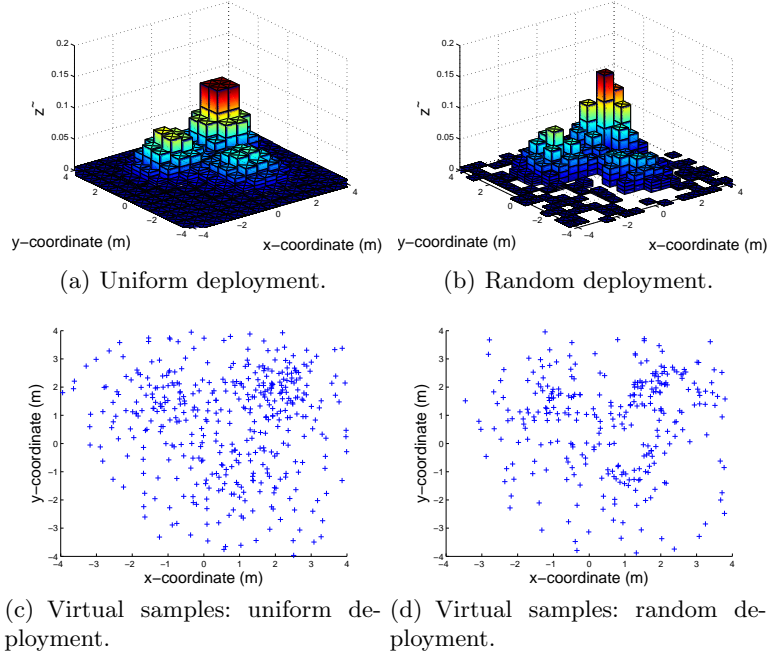 0.2
0.15
0.1
0.05
0
z~
4
2
0
−2
−4
−4
−2
0
2
4
y−coordinate (m)
x−coordinate (m)
(a) Uniform deployment.
0.2
0.15
0.1
0.05
0
z~
4
2
0
−2
−4
−4
−2
0
2
4
y−coordinate (m)
x−coordinate (m)
(b) Random deployment.
4
3
2
1
0
−1
−2
−3
−4
y−coordinate (m)
−4 −3 −2 −1 0 1 2 3 4
x−coordinate (m)
(c) Virtual samples: uniform de-
ployment.
4
3
2
1
0
−1
−2
−3
−4
y−coordinate (m)
−4 −3 −2 −1 0 1 2 3 4
x−coordinate (m)
(d) Virtual samples: random de-
ployment.